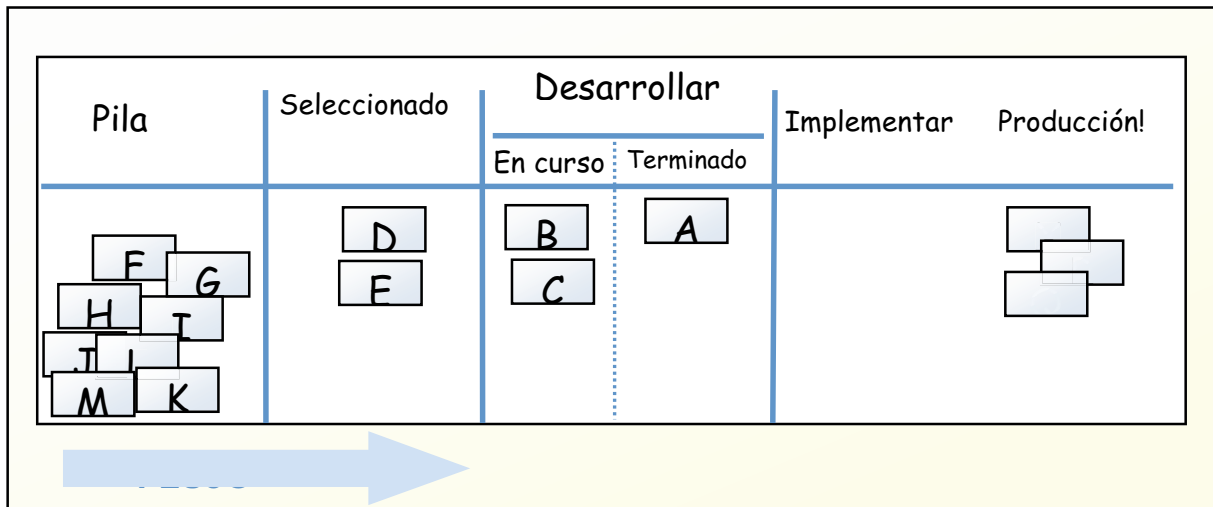 Pila
Seleccionado
Desarrollar
Implementar
Producción!
En curso
Terminado
D
B
A
F
G
E
C
H
I
J
K
M